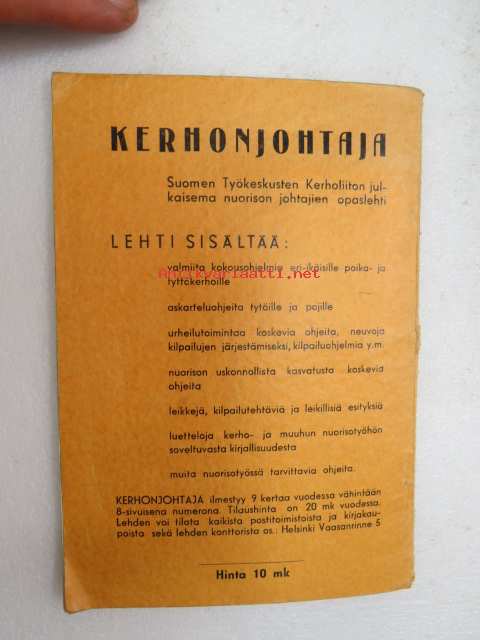 KERHONJOHTAJA
Suomen Työkeskusten Kerholiiton jul-
kaisema nuorison johtajien opaslehti
LEHTI SISÄLTÄÄ:
valmiita kokousohjelmia eri-ikäisille poika- ja
tyttökerhoille
Antikvariaatti.net
askarteluohjeita tytöille ja pojille
urheilutoimintaa koskevia ohjeita, neuvoja
kilpailujen järjestämiseksi, kilpailuohjelmia y.m.
nuorison uskonnollista kasvatusta koskevia
ohjeita
leikkejä, kilpailutehtäviä ja leikillisiä esityksiä
luetteloja kerho- ja muuhun nuorisotyöhön
soveltuvasta kirjallisuudesta
muita nuorisotyössä tarvittavia ohjeita.
KERHONJOHTAJA ilmestyy 9 kertaa vuodessa vähintään
8-sivuisena numerona. Tilaushinta on 20 mk vuodessa.
Lehden voi tilata kaikista postitoimistoista ja kirjakau-
poista sekä lehden konttorista os.: Helsinki Vaasanrinne 5
Hinta 10 mk